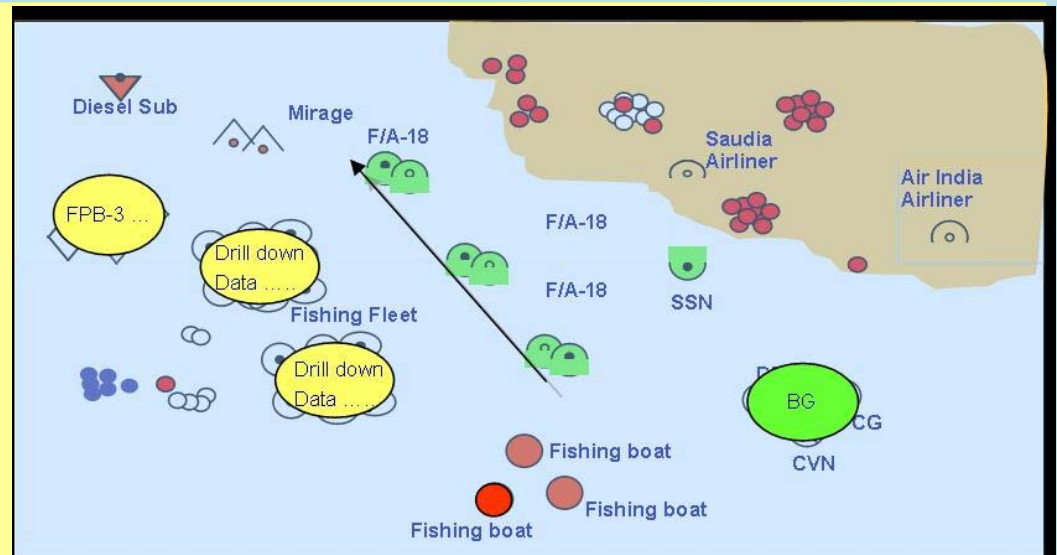 Diesel Sub
Mirage
F/A-18
Saudia
Airliner
Air India
Airliner
FPB-3 ...
F/A-18
Drill down
Data .....
F/A-18
SSN
Fishing Fleet
Drill down
Data .....
BG
CG
CVN
Fishing boat
Fishing boat
Fishing boat